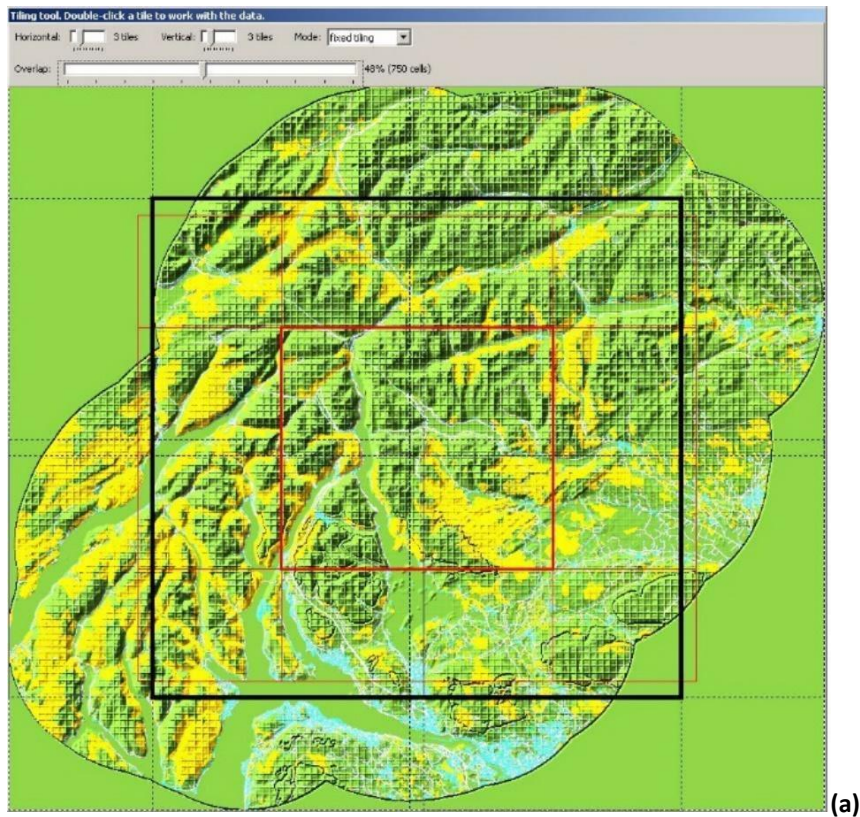 Tiling tool. Double-click a tile to work with the data.
Horizontal: 3 tiles Vertical: 3 tiles Mode: fixed tiling
Overlap: 48% (750 cells)
(a)